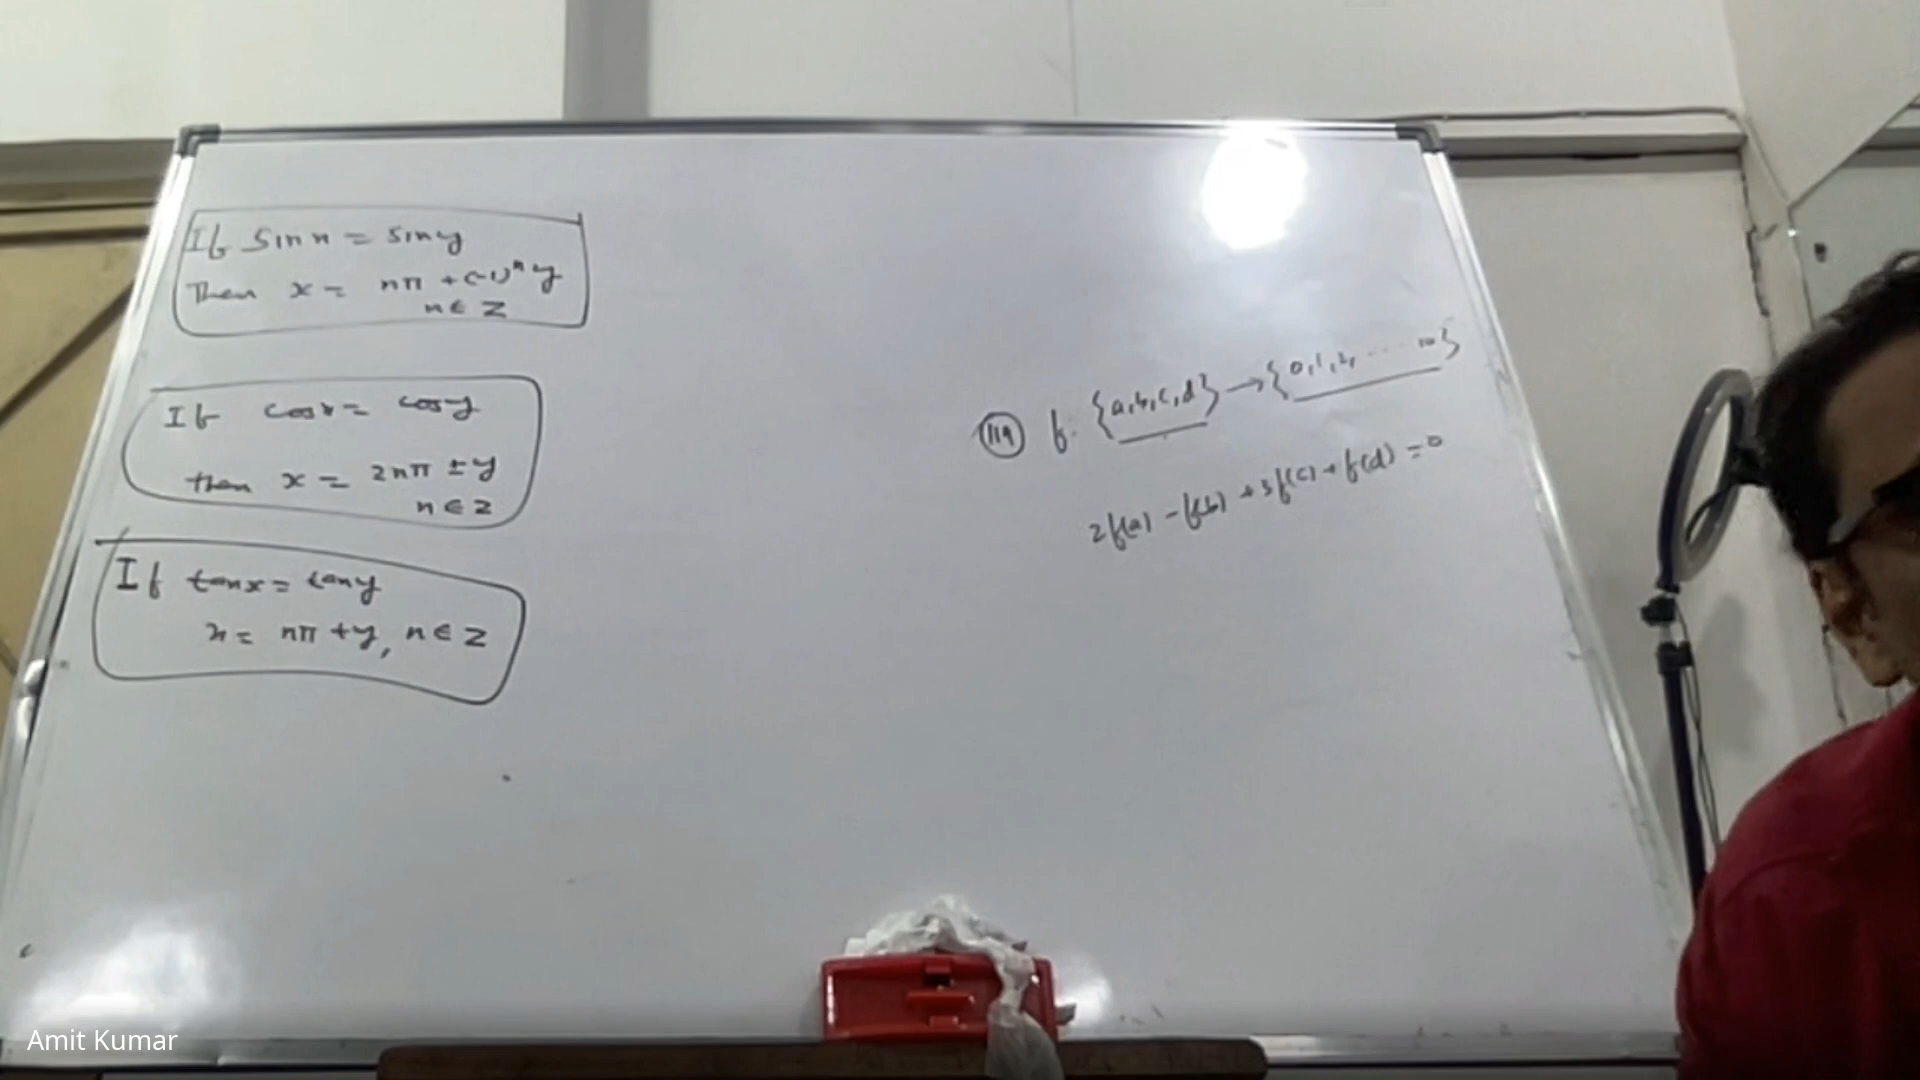 If sin x = sin y
Then x = nπ + (-1)ⁿ y
n ∈ Z
If cos x = cos y
then x = 2nπ ± y
n ∈ Z
If tan x = tan y
x = nπ + y, n ∈ Z
(119) f: {a, b, c, d} → {0, 1, 2, ... 10}
2f(a) - f(b) + 3f(c) + f(d) = 0
Amit Kumar